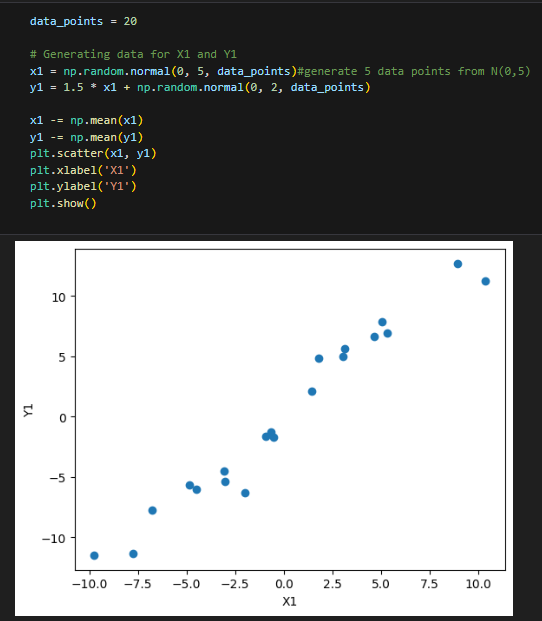 data_points = 20
# Generating data for X1 and Y1
x1 = np.random.normal(0, 5, data_points)#generate 5 data points from N(0,5)
y1 = 1.5 * x1 + np.random.normal(0, 2, data_points)
x1 -= np.mean(x1)
y1 -= np.mean(y1)
plt.scatter(x1, y1)
plt.xlabel('X1')
plt.ylabel('Y1')
plt.show()
10
5
Y1
0
−5
−10
−10.0 −7.5 −5.0 −2.5 0.0 2.5 5.0 7.5 10.0
X1